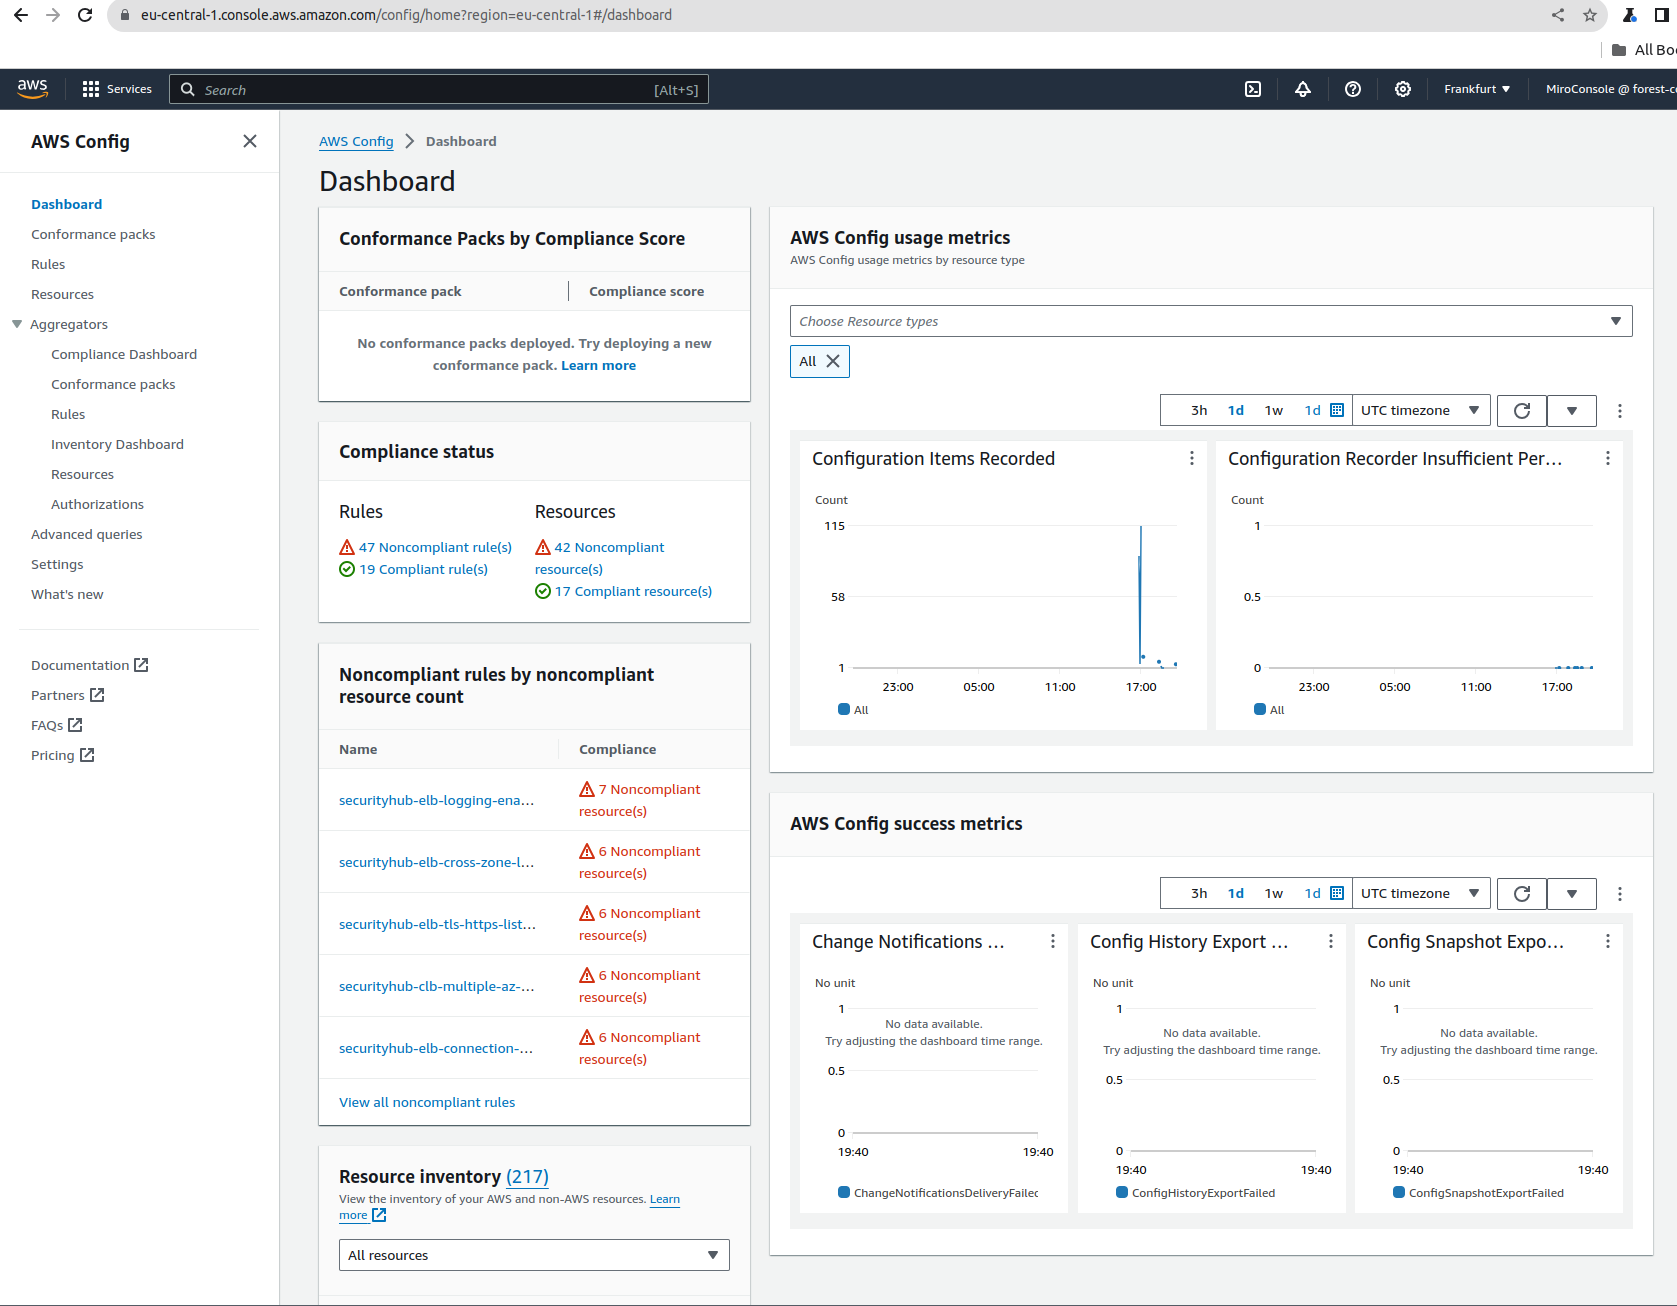 eu-central-1.console.aws.amazon.com/config/home?region=eu-central-1#/dashboard
All Boo
aws
Services
Search
[Alt+S]
Frankfurt
MiroConsole @ forest-co
AWS Config
Dashboard
Conformance packs
Rules
Resources
Aggregators
Compliance Dashboard
Conformance packs
Rules
Inventory Dashboard
Resources
Authorizations
Advanced queries
Settings
What's new
Documentation
Partners
FAQs
Pricing
AWS Config
Dashboard
Dashboard
Conformance Packs by Compliance Score
Conformance pack
Compliance score
No conformance packs deployed. Try deploying a new
conformance pack. Learn more
Compliance status
Rules
47 Noncompliant rule(s)
19 Compliant rule(s)
Resources
42 Noncompliant
resource(s)
17 Compliant resource(s)
Noncompliant rules by noncompliant
resource count
Name
Compliance
securityhub-elb-logging-ena...
7 Noncompliant
resource(s)
securityhub-elb-cross-zone-l...
6 Noncompliant
resource(s)
securityhub-elb-tls-https-list...
6 Noncompliant
resource(s)
securityhub-clb-multiple-az-...
6 Noncompliant
resource(s)
securityhub-elb-connection-...
6 Noncompliant
resource(s)
View all noncompliant rules
Resource inventory (217)
View the inventory of your AWS and non-AWS resources. Learn
more
All resources
AWS Config usage metrics
AWS Config usage metrics by resource type
Choose Resource types
All
3h 1d 1w 1d UTC timezone
Configuration Items Recorded
Count
115
58
1
23:00 05:00 11:00 17:00
All
Configuration Recorder Insufficient Per...
Count
1
0.5
0
23:00 05:00 11:00 17:00
All
AWS Config success metrics
3h 1d 1w 1d UTC timezone
Change Notifications ...
No unit
1
No data available.
Try adjusting the dashboard time range.
0.5
0
19:40 19:40
ChangeNotificationsDeliveryFailed
Config History Export ...
No unit
1
No data available.
Try adjusting the dashboard time range.
0.5
0
19:40 19:40
ConfigHistoryExportFailed
Config Snapshot Expo...
No unit
1
No data available.
Try adjusting the dashboard time range.
0.5
0
19:40 19:40
ConfigSnapshotExportFailed